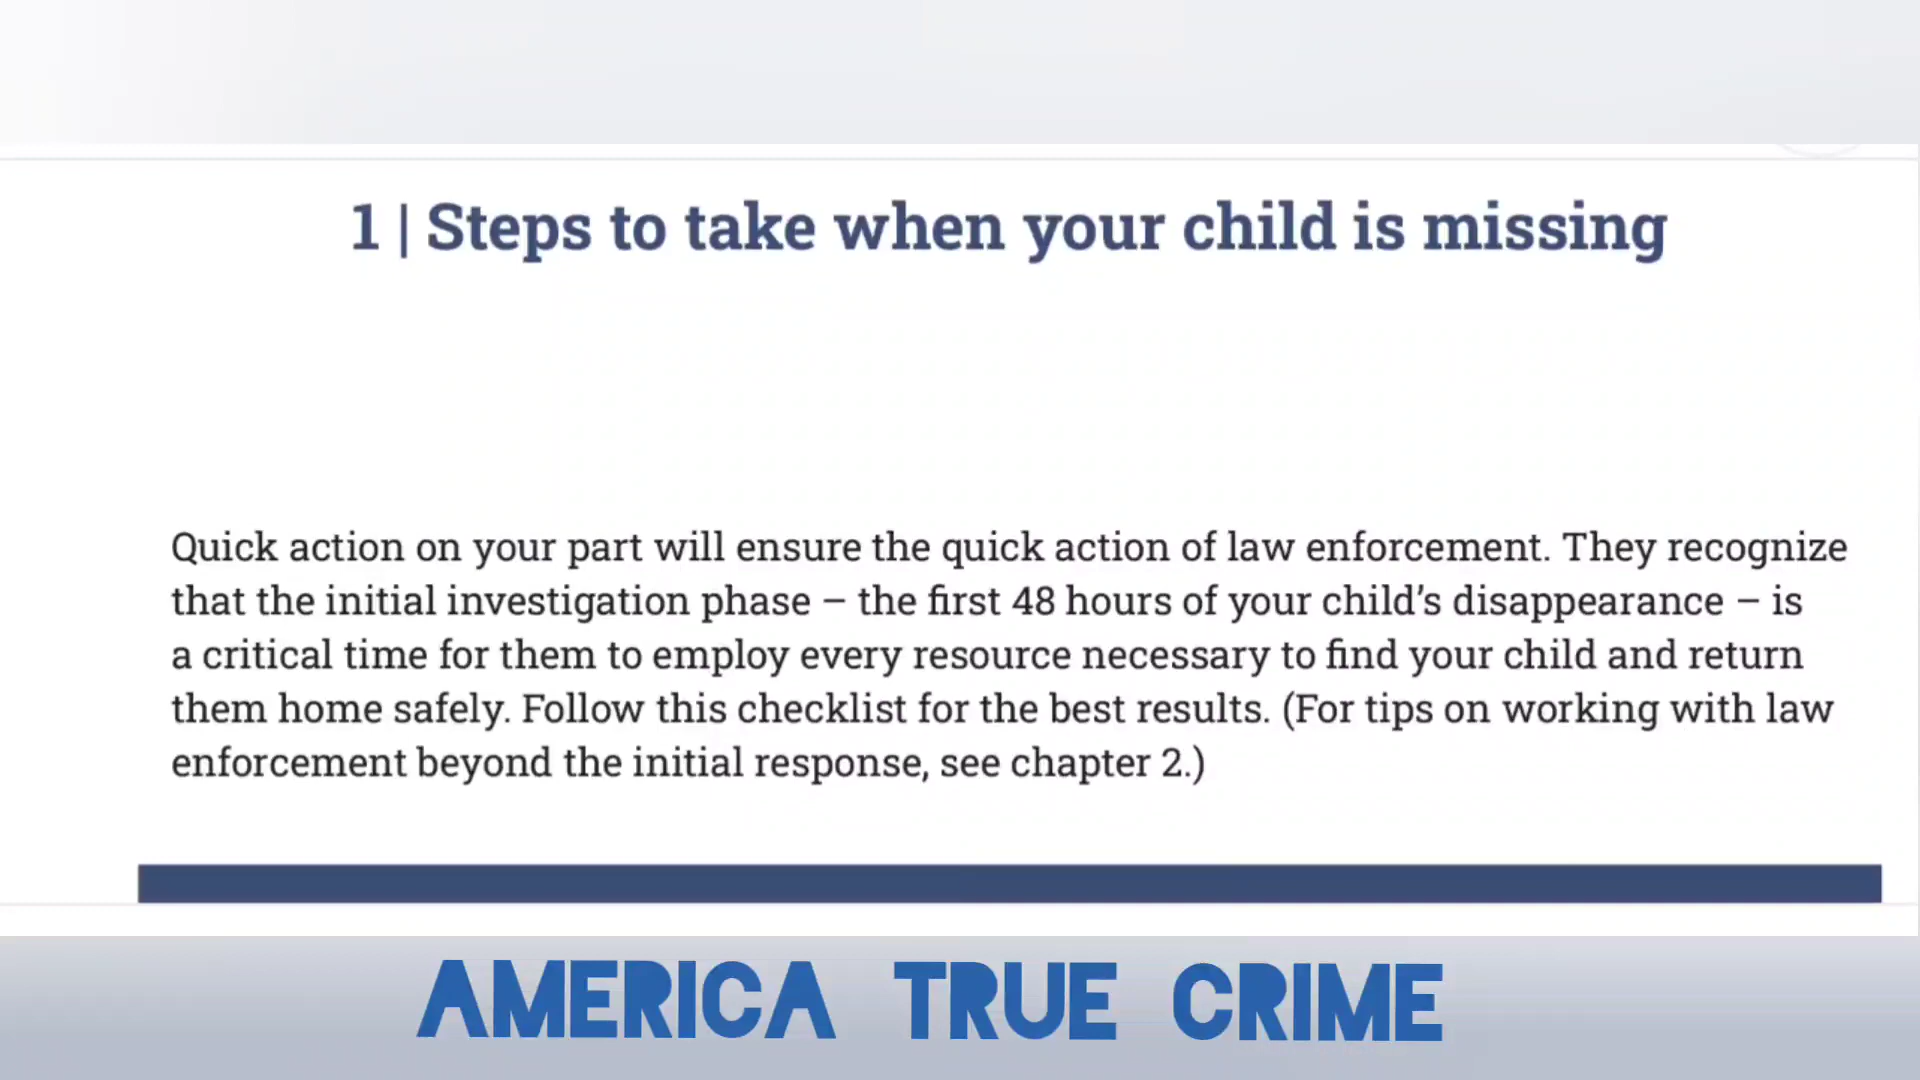 1 | Steps to take when your child is missing
Quick action on your part will ensure the quick action of law enforcement. They recognize
that the initial investigation phase – the first 48 hours of your child’s disappearance – is
a critical time for them to employ every resource necessary to find your child and return
them home safely. Follow this checklist for the best results. (For tips on working with law
enforcement beyond the initial response, see chapter 2.)
AMERICA TRUE CRIME